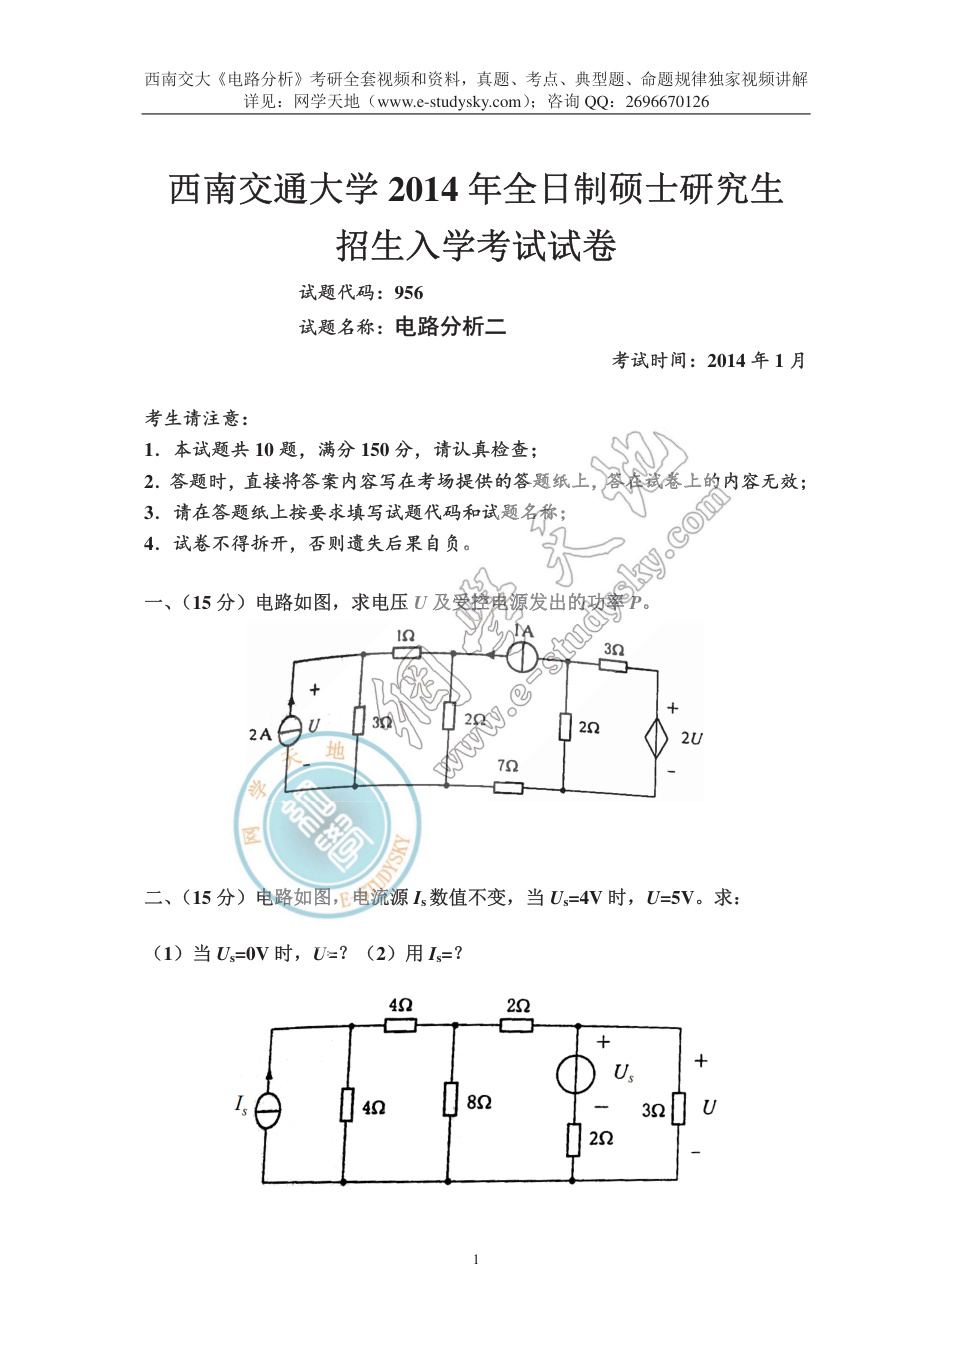 西南交大《电路分析》考研全套视频和资料，真题、考点、典型题、命题规律独家视频讲解
详见：网学天地（www.e-studysky.com）；咨询 QQ：2696670126
西南交通大学 2014 年全日制硕士研究生
招生入学考试试卷
试题代码：956
试题名称：电路分析二
考试时间：2014 年 1 月
考生请注意：
1．本试题共 10 题，满分 150 分，请认真检查；
2．答题时，直接将答案内容写在考场提供的答题纸上，答在试卷上的内容无效；
3．请在答题纸上按要求填写试题代码和试题名称；
4．试卷不得拆开，否则遗失后果自负。
一、（15 分）电路如图，求电压 U 及受控电源发出的功率 P。
1Ω
1A
3Ω
+
2A
U
3Ω
2Ω
2Ω
+
2U
-
7Ω
-
二、（15 分）电路如图，电流源 Is 数值不变，当 Us=4V 时，U=5V。求：
（1）当 Us=0V 时，U=？（2）用 Is=？
4Ω
2Ω
+
Us
+
Is
4Ω
8Ω
-
3Ω
U
2Ω
-
1
網學天地
www.e-studysky.com
网学天地
E-STUDYSKY